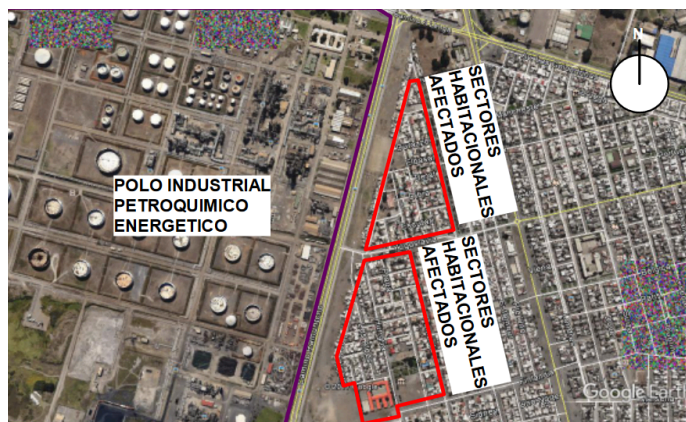 N
SECTORES
HABITACIONALES
AFECTADOS
POLO INDUSTRIAL
PETROQUIMICO
ENERGETICO
SECTORES
HABITACIONALES
AFECTADOS
Google Earth